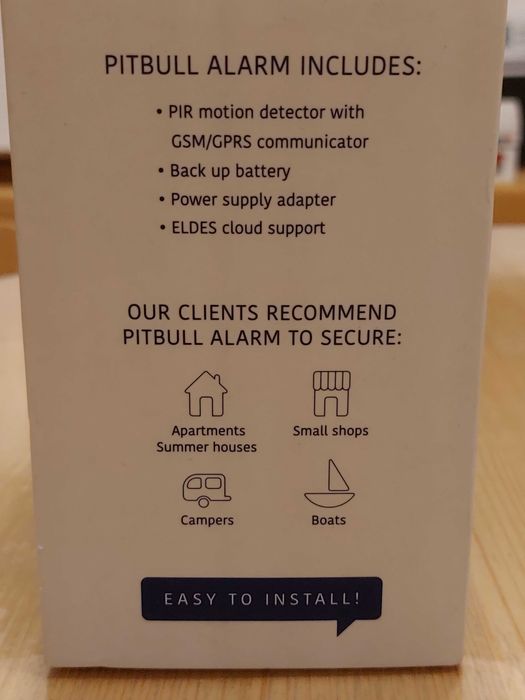 PITBULL ALARM INCLUDES:
• PIR motion detector with
GSM/GPRS communicator
• Back up battery
• Power supply adapter
• ELDES cloud support
OUR CLIENTS RECOMMEND
PITBULL ALARM TO SECURE:
Apartments
Summer houses
Small shops
Campers
Boats
EASY TO INSTALL!